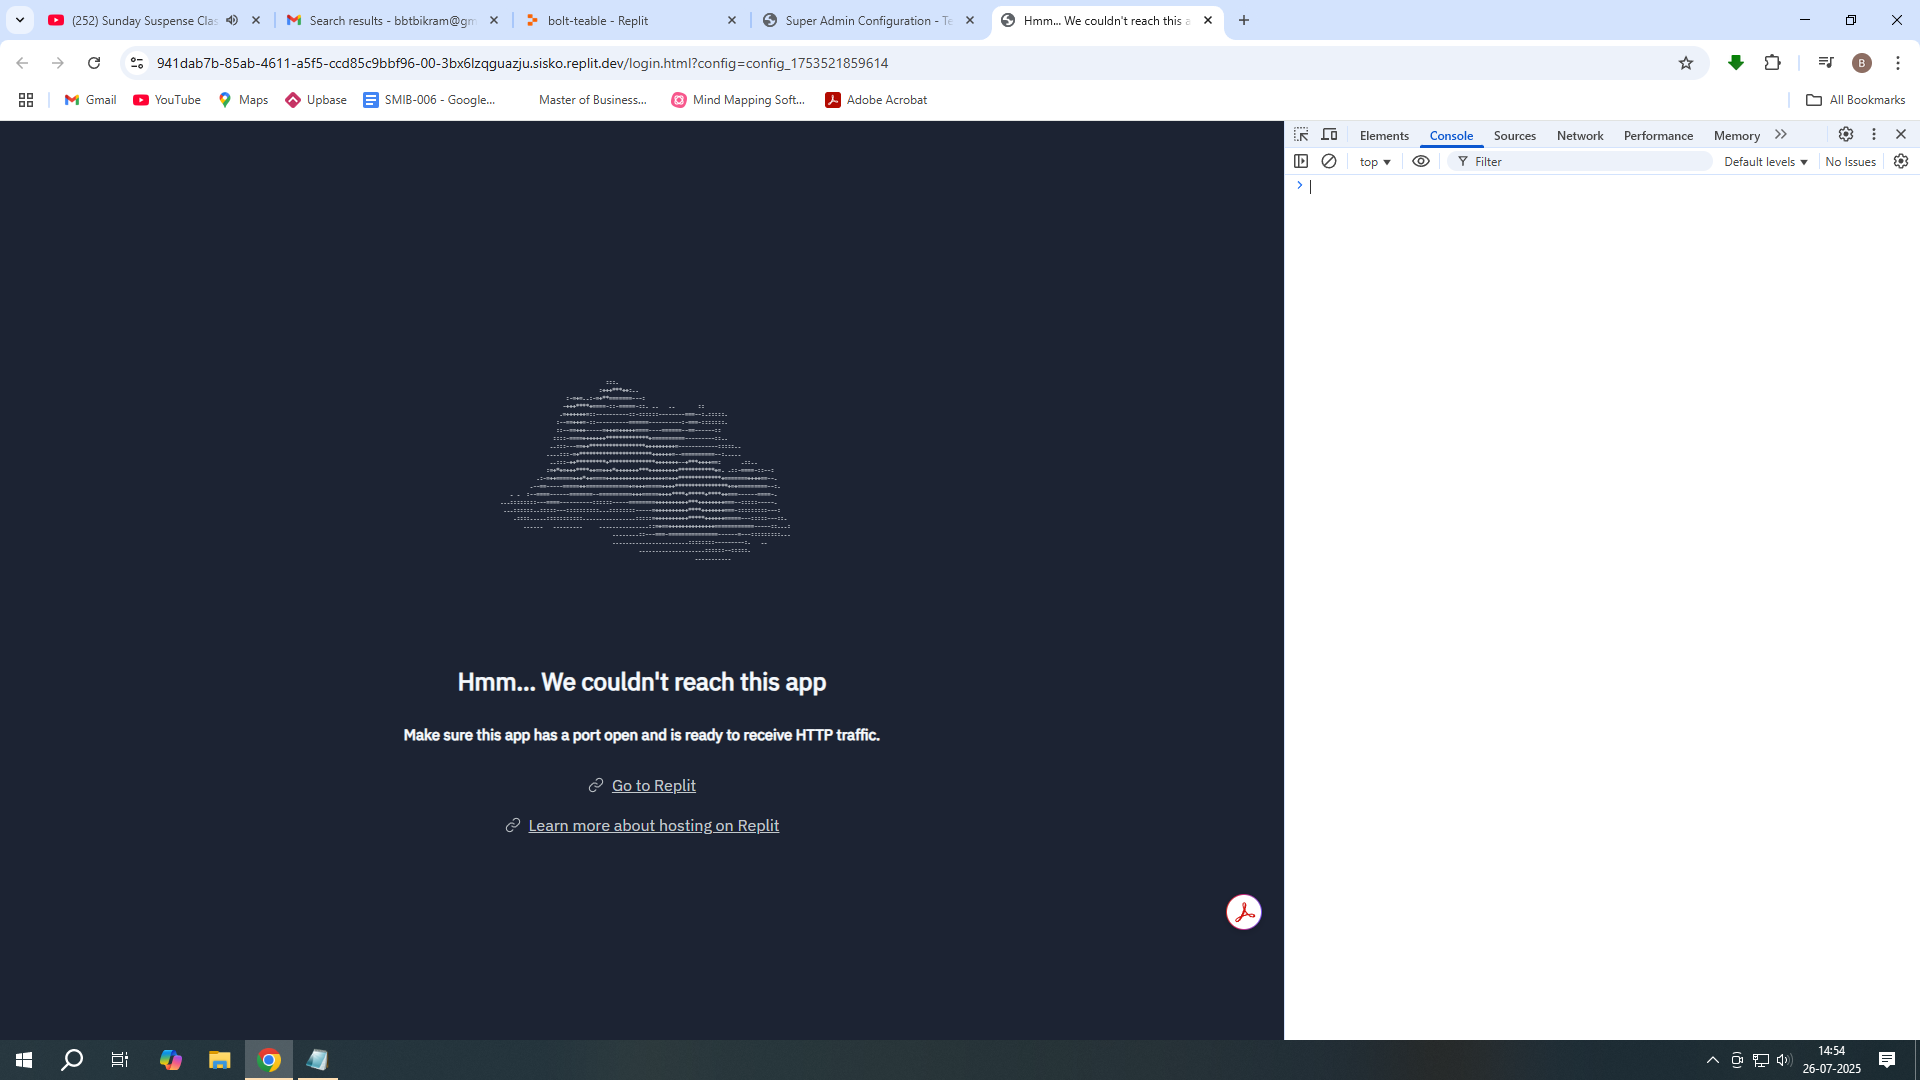 (252) Sunday Suspense Clas
Search results - bbtbikram@gm
bolt-teable - Replit
Super Admin Configuration - Te
Hmm... We couldn't reach this a
941dab7b-85ab-4611-a5f5-ccd85c9bbf96-00-3bx6lzqguazju.sisko.replit.dev/login.html?config=config_1753521859614
B
Gmail
YouTube
Maps
Upbase
SMIB-006 - Google...
Master of Business...
Mind Mapping Soft...
Adobe Acrobat
All Bookmarks
Elements
Console
Sources
Network
Performance
Memory
top
Filter
Default levels
No Issues
Hmm... We couldn't reach this app
Make sure this app has a port open and is ready to receive HTTP traffic.
Go to Replit
Learn more about hosting on Replit
14:54
26-07-2025